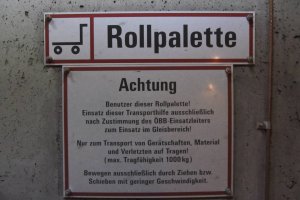 Rollpalette
Achtung
Benutzer dieser Rollpalette!
Einsatz dieser Transporthilfe ausschließlich
nach Zustimmung des ÖBB-Einsatzleiters
zum Einsatz im Gleisbereich!
Nur zum Transport von Gerätschaften, Material
und Verletzten auf Tragen!
(max. Tragfähigkeit 1000kg)
Bewegen ausschließlich durch Ziehen bzw.
Schieben mit geringer Geschwindigkeit.